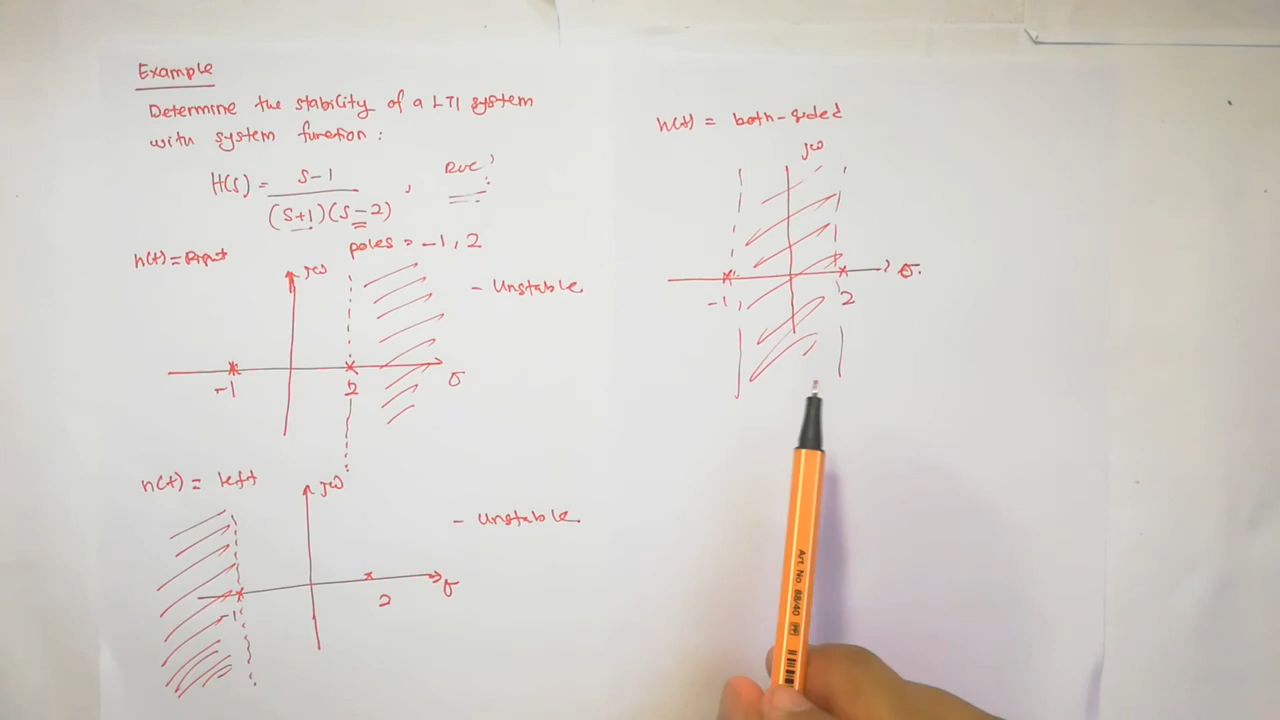 Example
Determine the stability of a LTI system
with system function :
H(s) = s-1 / (s+1)(s-2) , ROC ?
poles = -1, 2
h(t) = Right
jω
- Unstable
-1
2
σ
h(t) = left
jω
- Unstable
-1
2
σ
h(t) = both-sided
jω
σ
-1
2
Art. No. 88/40